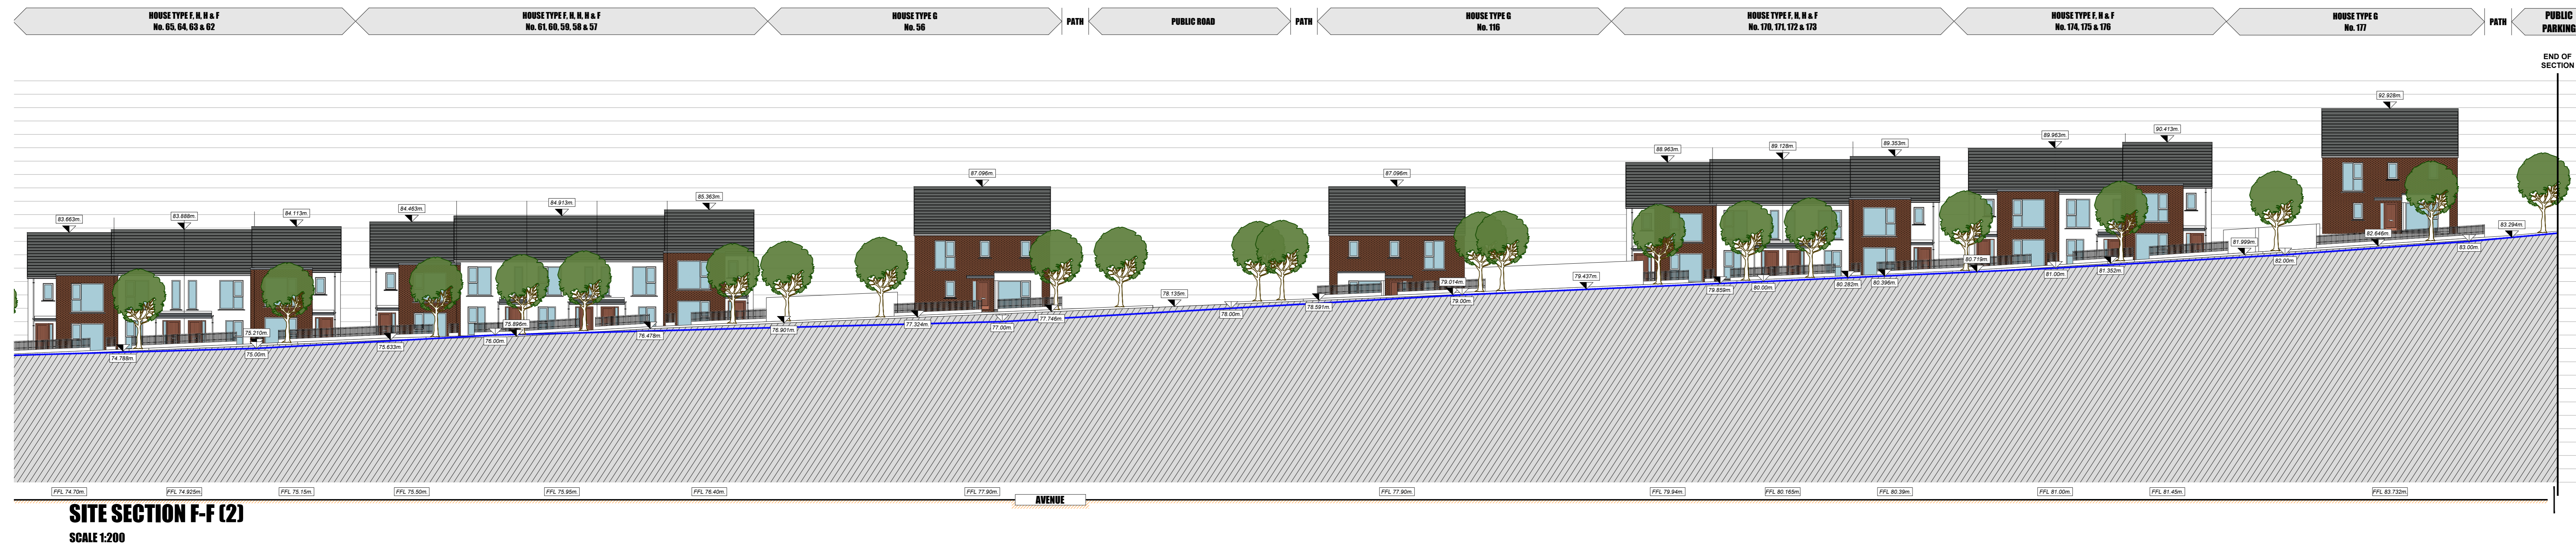 HOUSE TYPE F, H, H & F
No. 65, 64, 63 & 62
HOUSE TYPE F, H, H, H & F
No. 61, 60, 59, 58 & 57
HOUSE TYPE G
No. 56
PATH
PUBLIC ROAD
PATH
HOUSE TYPE G
No. 116
HOUSE TYPE F, H, H & F
No. 170, 171, 172 & 173
HOUSE TYPE F, H & F
No. 174, 175 & 176
HOUSE TYPE G
No. 177
PATH
PUBLIC
PARKING
END OF
SECTION
83.663m.
83.888m.
84.113m.
84.463m.
84.913m.
85.363m.
87.096m.
87.096m.
88.963m.
89.128m.
89.353m.
89.963m.
90.413m.
92.928m.
74.788m.
75.210m.
75.00m.
75.633m.
76.00m.
75.896m.
76.478m.
76.901m.
77.324m.
77.00m.
77.746m.
78.135m.
78.00m.
78.591m.
79.014m.
79.00m.
79.437m.
79.859m.
80.00m.
80.282m.
80.396m.
80.719m.
81.00m.
81.352m.
81.999m.
82.00m.
82.646m.
83.00m.
83.294m.
FFL 74.70m.
FFL 74.925m.
FFL 75.15m.
FFL 75.50m.
FFL 75.95m.
FFL 76.40m.
FFL 77.90m.
FFL 77.90m.
FFL 79.94m.
FFL 80.165m.
FFL 80.39m.
FFL 81.00m.
FFL 81.45m.
FFL 83.732m.
AVENUE
SITE SECTION F-F (2)
SCALE 1:200